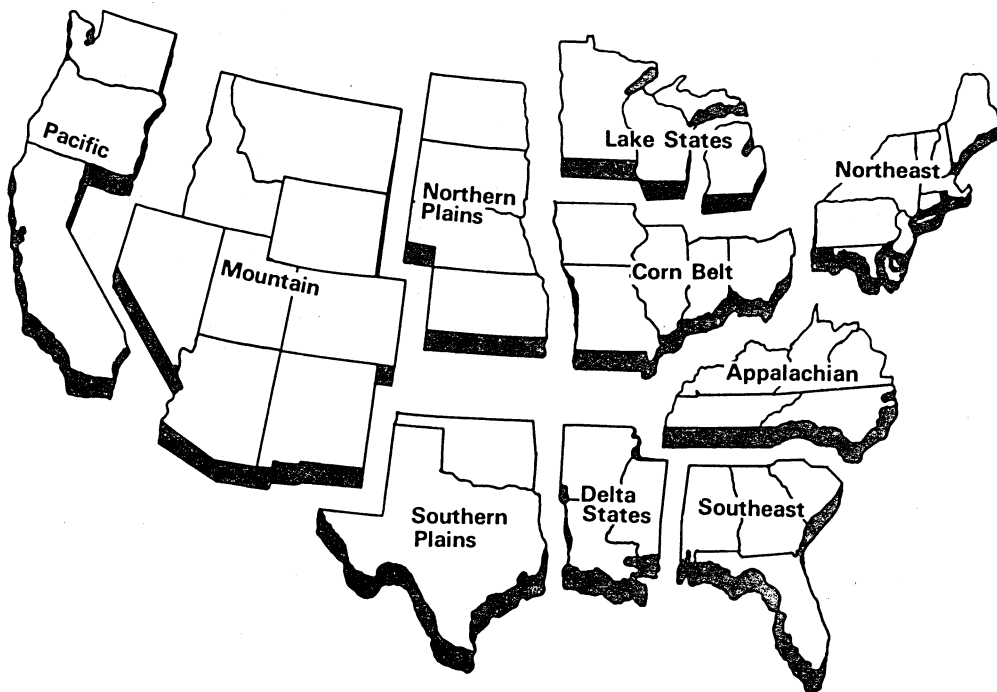 Pacific
Mountain
Northern
Plains
Lake States
Corn Belt
Northeast
Appalachian
Southern
Plains
Delta
States
Southeast